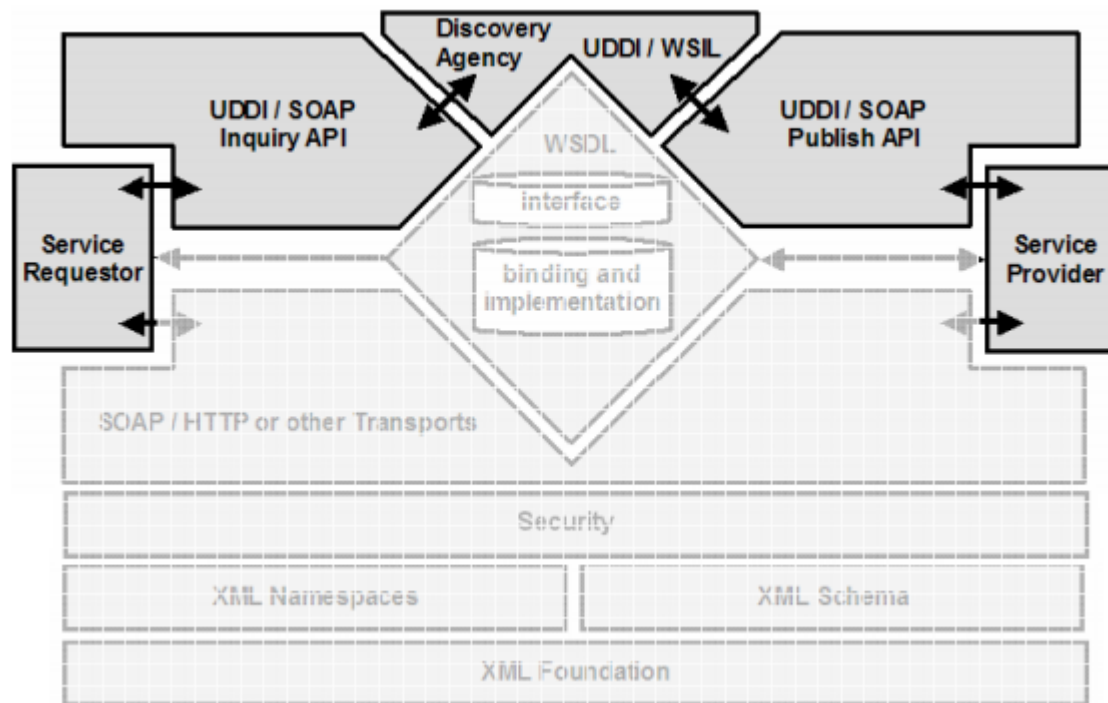 Discovery
Agency
UDDI / WSIL
UDDI / SOAP
Inquiry API
UDDI / SOAP
Publish API
WSDL
interface
Service
Requestor
binding and
implementation
Service
Provider
SOAP / HTTP or other Transports
Security
XML Namespaces
XML Schema
XML Foundation